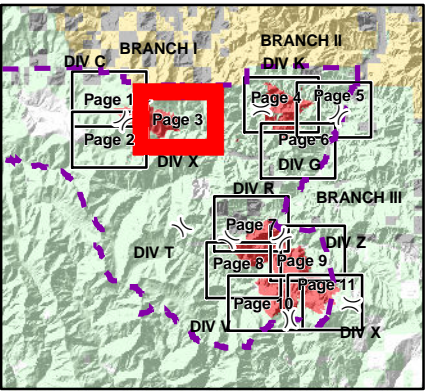 BRANCH I
BRANCH II
DIV C
DIV K
Page 1
Page 3
Page 4
Page 5
Page 2
Page 6
DIV X
DIV G
DIV R
BRANCH III
Page 7
DIV T
DIV Z
Page 8
Page 9
Page 11
Page 10
DIV V
DIV X